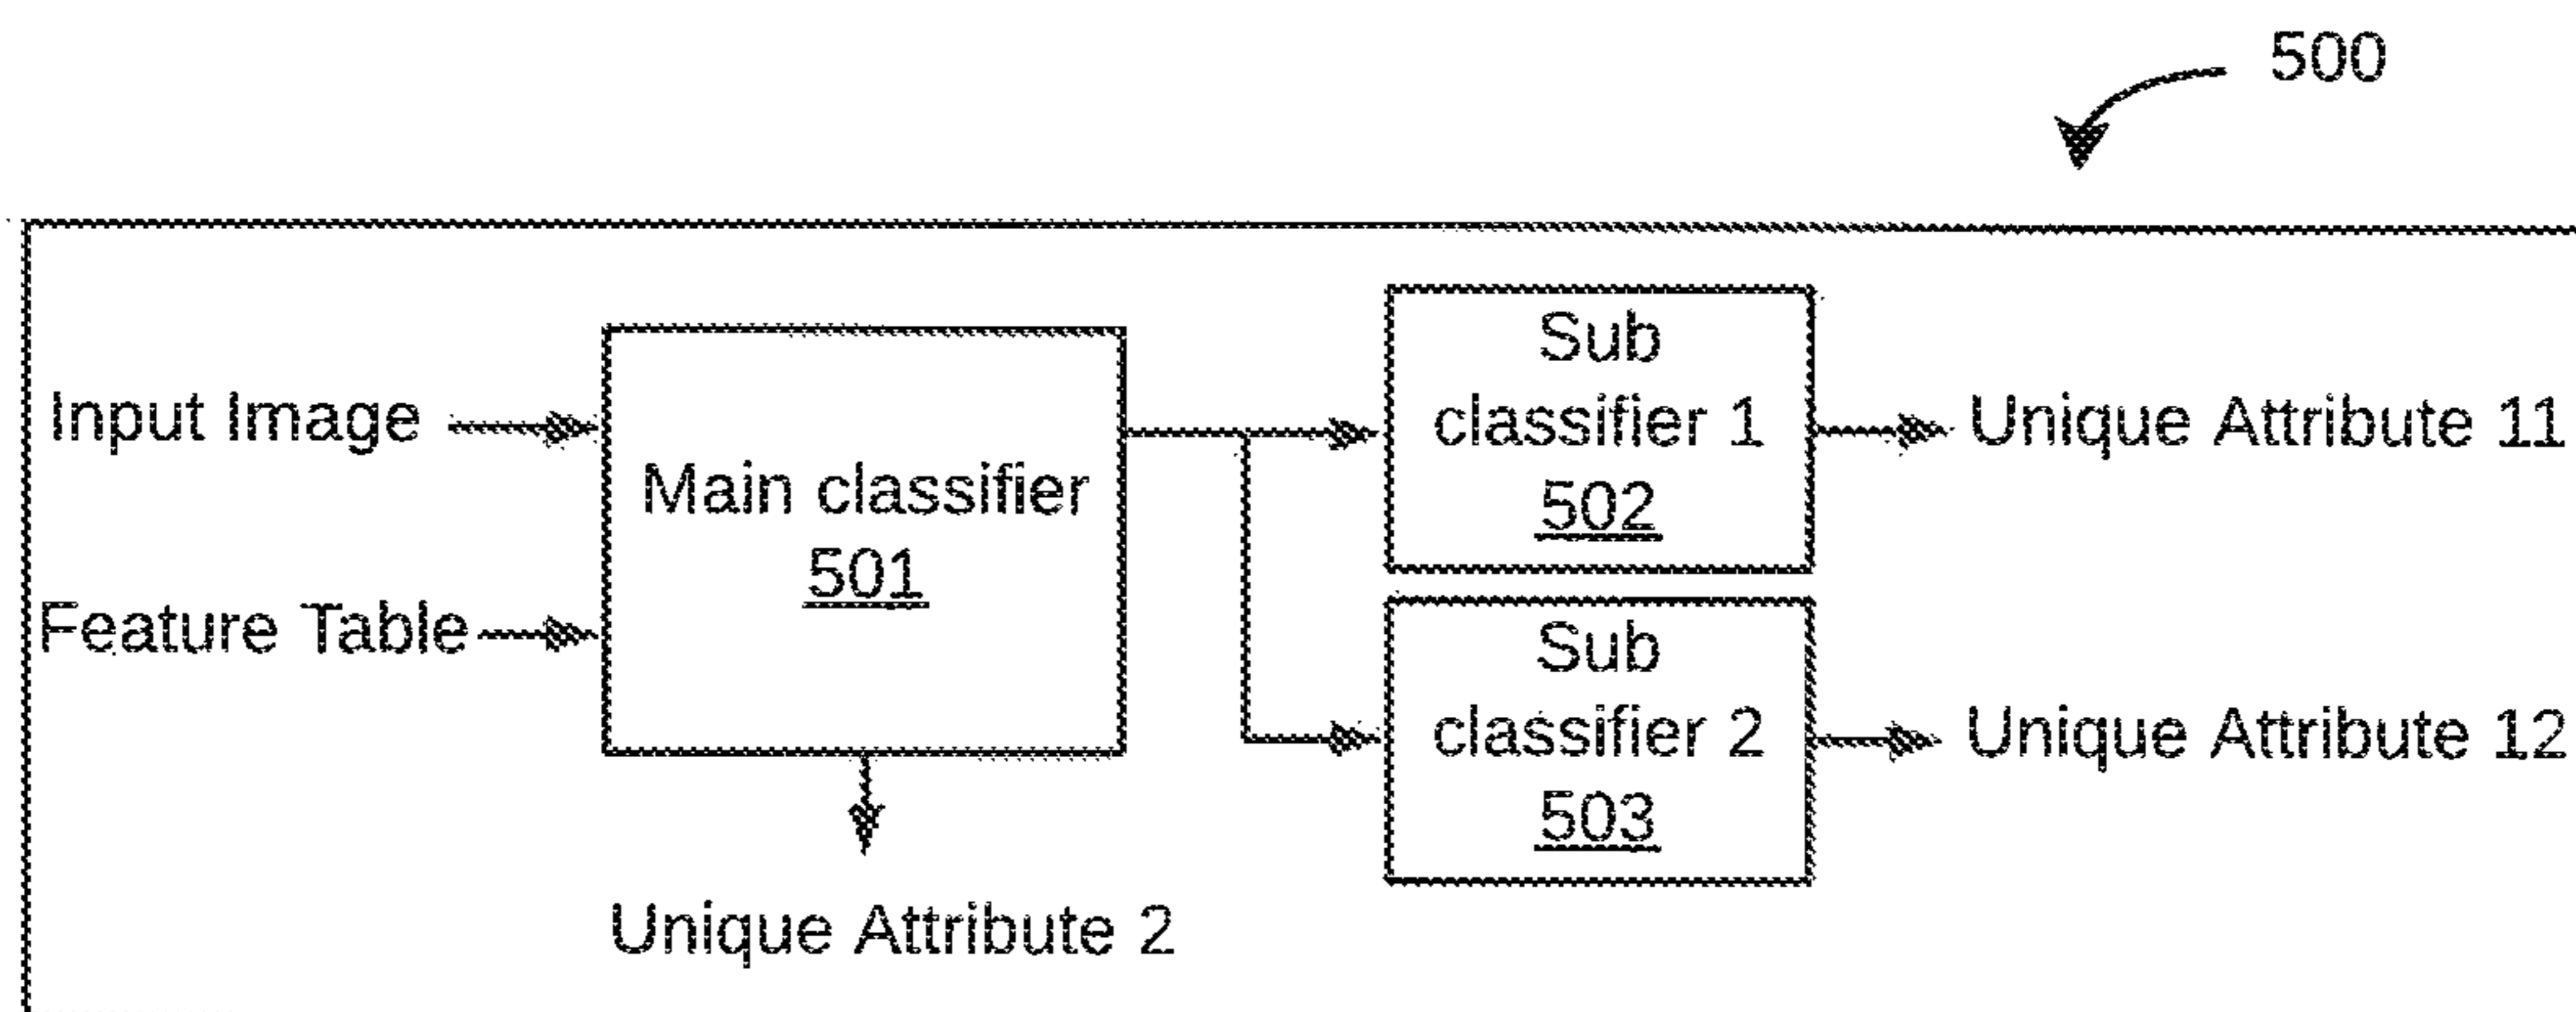 500
Input Image
Feature Table
Main classifier
501
Unique Attribute 2
Sub
classifier 1
502
Unique Attribute 11
Sub
classifier 2
503
Unique Attribute 12